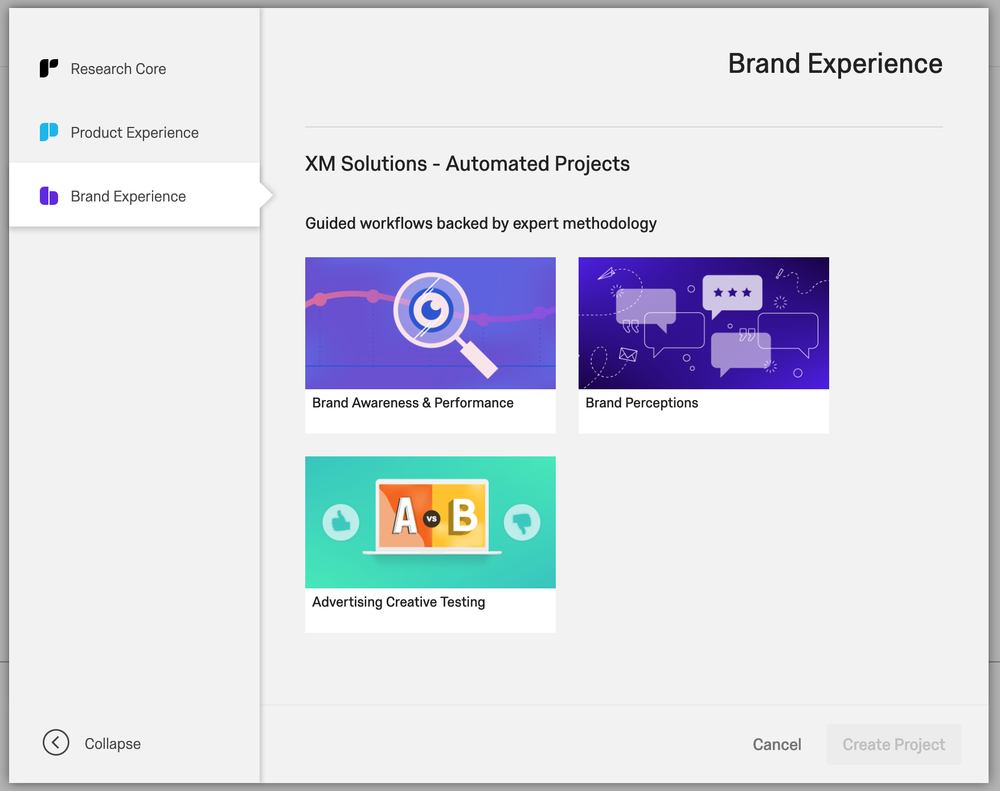 Research Core
Product Experience
Brand Experience
Collapse
Brand Experience
XM Solutions - Automated Projects
Guided workflows backed by expert methodology
Brand Awareness & Performance
Brand Perceptions
A vs B
Advertising Creative Testing
Cancel
Create Project